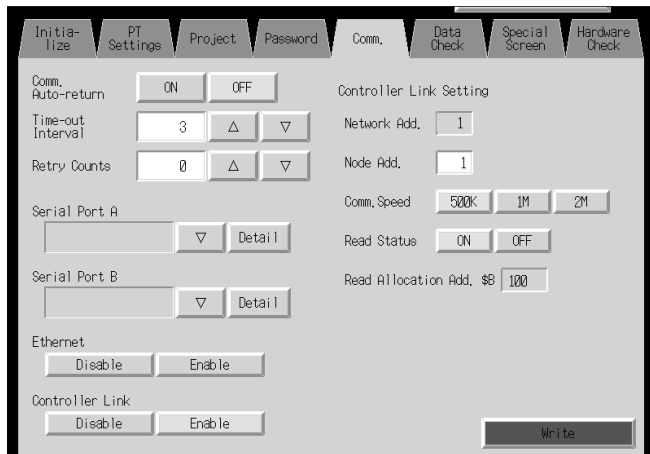 Initia-
lize
PT
Settings
Project
Password
Comm.
Data
Check
Special
Screen
Hardware
Check
Comm.
Auto-return
ON
OFF
Time-out
Interval
3
△
▽
Retry Counts
0
△
▽
Serial Port A
▽
Detail
Serial Port B
▽
Detail
Ethernet
Disable
Enable
Controller Link
Disable
Enable
Controller Link Setting
Network Add.
1
Node Add.
1
Comm.Speed
500K
1M
2M
Read Status
ON
OFF
Read Allocation Add. $B
100
Write